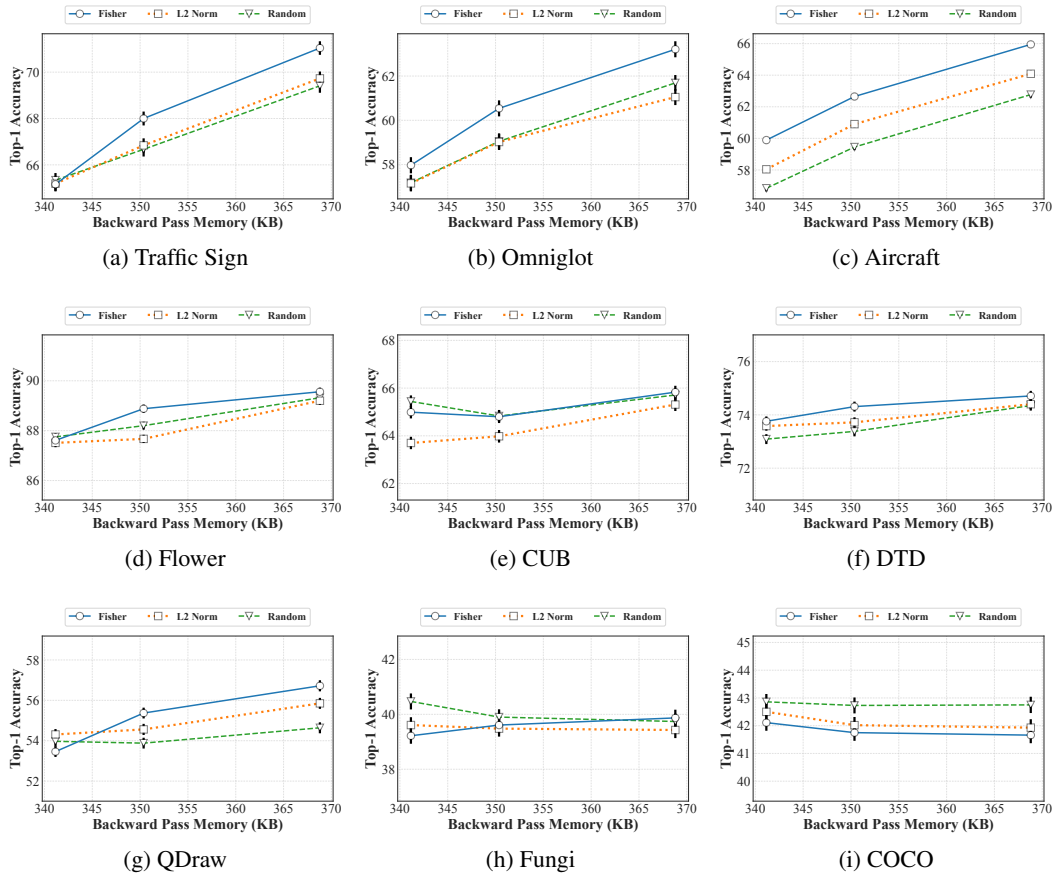 Fisher L2 Norm Random Fisher L2 Norm Random Fisher L2 Norm Random
Top-1 Accuracy Top-1 Accuracy Top-1 Accuracy
70 68 66
62 60 58
66 64 62 60 58
340 345 350 355 360 365 370 340 345 350 355 360 365 370 340 345 350 355 360 365 370
Backward Pass Memory (KB) Backward Pass Memory (KB) Backward Pass Memory (KB)
(a) Traffic Sign (b) Omniglot (c) Aircraft
Fisher L2 Norm Random Fisher L2 Norm Random Fisher L2 Norm Random
Top-1 Accuracy Top-1 Accuracy Top-1 Accuracy
90 88 86
68 66 64 62
76 74 72
340 345 350 355 360 365 370 340 345 350 355 360 365 370 340 345 350 355 360 365 370
Backward Pass Memory (KB) Backward Pass Memory (KB) Backward Pass Memory (KB)
(d) Flower (e) CUB (f) DTD
Fisher L2 Norm Random Fisher L2 Norm Random Fisher L2 Norm Random
Top-1 Accuracy Top-1 Accuracy Top-1 Accuracy
58 56 54 52
42 40 38
45 44 43 42 41 40
340 345 350 355 360 365 370 340 345 350 355 360 365 370 340 345 350 355 360 365 370
Backward Pass Memory (KB) Backward Pass Memory (KB) Backward Pass Memory (KB)
(g) QDraw (h) Fungi (i) COCO